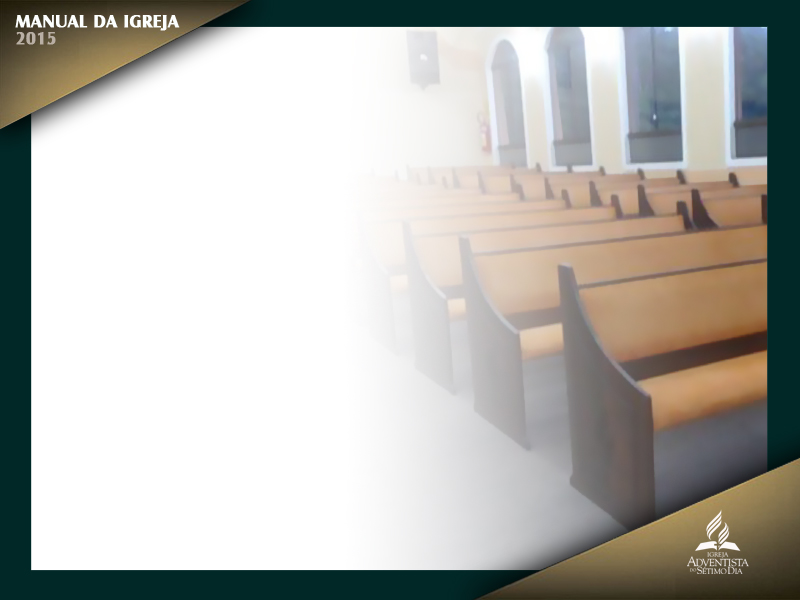 MANUAL DA IGREJA
2015
IGREJA
ADVENTISTA
DO SÉTIMO DIA